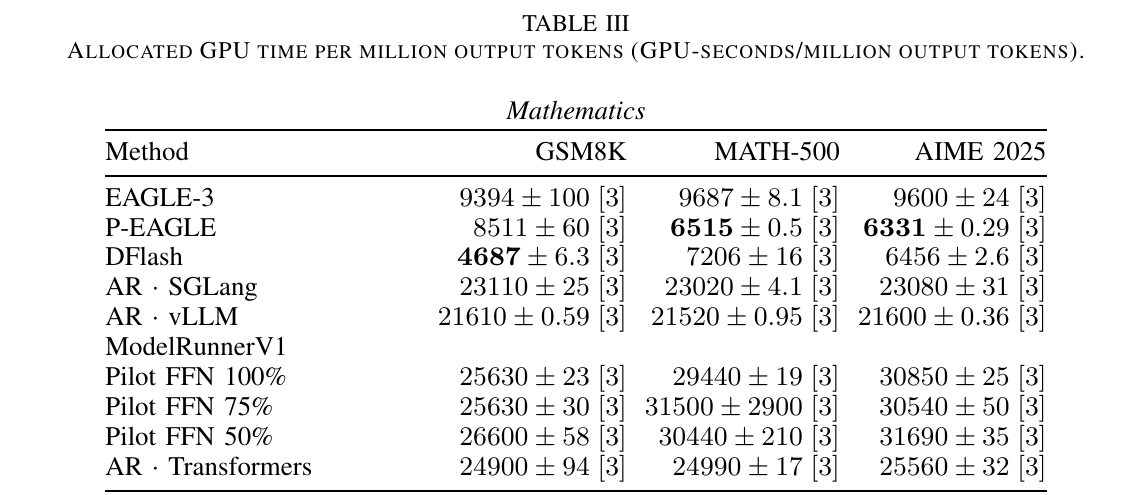 TABLE III
ALLOCATED GPU TIME PER MILLION OUTPUT TOKENS (GPU-SECONDS/MILLION OUTPUT TOKENS).
Mathematics
Method GSM8K MATH-500 AIME 2025
EAGLE-3 9394 ± 100 [3] 9687 ± 8.1 [3] 9600 ± 24 [3]
P-EAGLE 8511 ± 60 [3] 6515 ± 0.5 [3] 6331 ± 0.29 [3]
DFlash 4687 ± 6.3 [3] 7206 ± 16 [3] 6456 ± 2.6 [3]
AR · SGLang 23110 ± 25 [3] 23020 ± 4.1 [3] 23080 ± 31 [3]
AR · vLLM 21610 ± 0.59 [3] 21520 ± 0.95 [3] 21600 ± 0.36 [3]
ModelRunnerV1
Pilot FFN 100% 25630 ± 23 [3] 29440 ± 19 [3] 30850 ± 25 [3]
Pilot FFN 75% 25630 ± 30 [3] 31500 ± 2900 [3] 30540 ± 50 [3]
Pilot FFN 50% 26600 ± 58 [3] 30440 ± 210 [3] 31690 ± 35 [3]
AR · Transformers 24900 ± 94 [3] 24990 ± 17 [3] 25560 ± 32 [3]